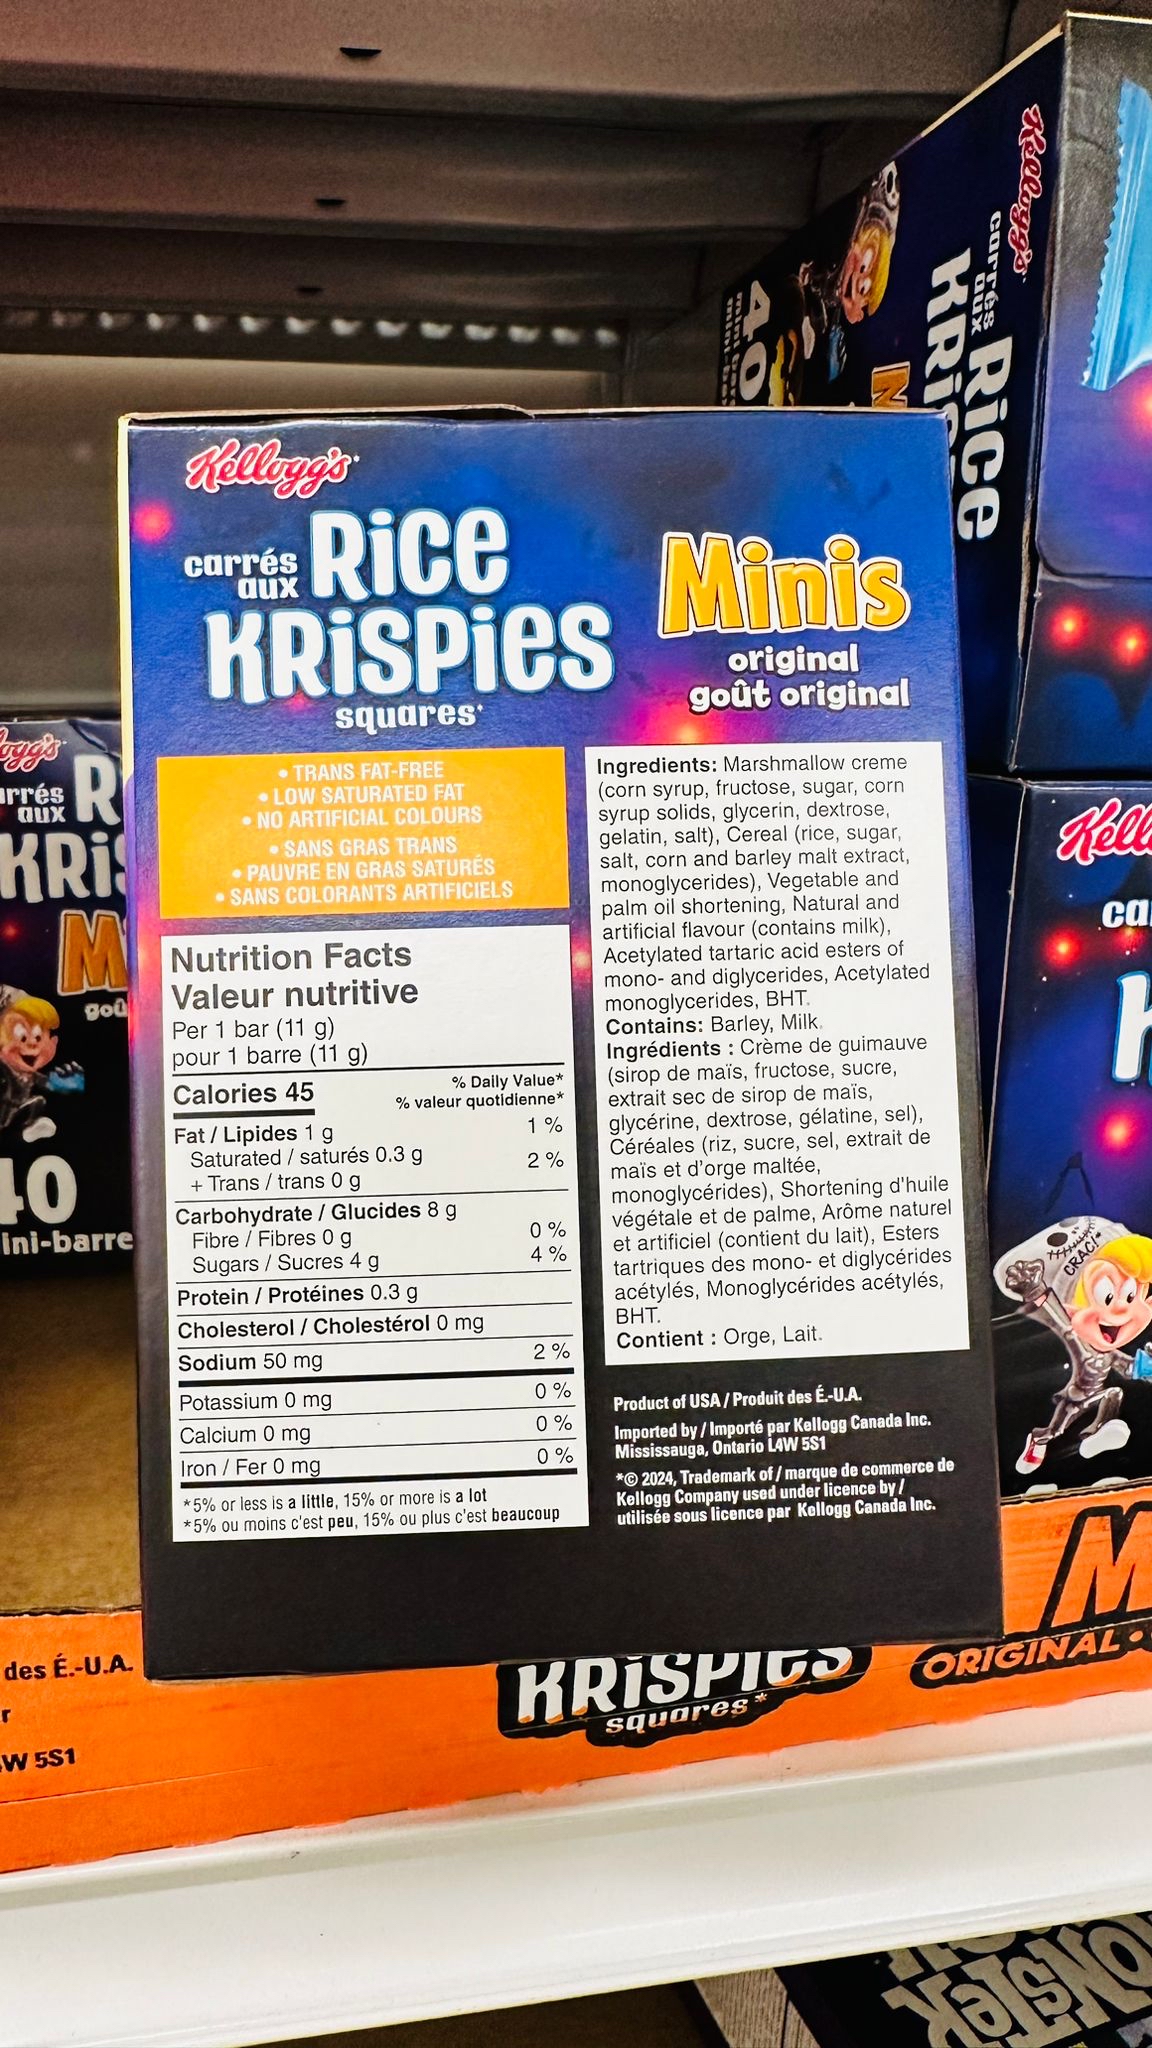 Kellogg's
carrés
aux
Rice
KRISPIES
squares*
Minis
original
goût original
• TRANS FAT-FREE
• LOW SATURATED FAT
• NO ARTIFICIAL COLOURS
• SANS GRAS TRANS
• PAUVRE EN GRAS SATURÉS
• SANS COLORANTS ARTIFICIELS
Nutrition Facts
Valeur nutritive
Per 1 bar (11 g)
pour 1 barre (11 g)
Calories 45
% Daily Value*
% valeur quotidienne*
Fat / Lipides 1 g 1 %
Saturated / saturés 0.3 g
+ Trans / trans 0 g 2 %
Carbohydrate / Glucides 8 g
Fibre / Fibres 0 g 0 %
Sugars / Sucres 4 g 4 %
Protein / Protéines 0.3 g
Cholesterol / Cholestérol 0 mg
Sodium 50 mg 2 %
Potassium 0 mg 0 %
Calcium 0 mg 0 %
Iron / Fer 0 mg 0 %
*5% or less is a little, 15% or more is a lot
*5% ou moins c'est peu, 15% ou plus c'est beaucoup
Ingredients: Marshmallow creme
(corn syrup, fructose, sugar, corn
syrup solids, glycerin, dextrose,
gelatin, salt), Cereal (rice, sugar,
salt, corn and barley malt extract,
monoglycerides), Vegetable and
palm oil shortening, Natural and
artificial flavour (contains milk),
Acetylated tartaric acid esters of
mono- and diglycerides, Acetylated
monoglycerides, BHT.
Contains: Barley, Milk.
Ingrédients : Crème de guimauve
(sirop de maïs, fructose, sucre,
extrait sec de sirop de maïs,
glycérine, dextrose, gélatine, sel),
Céréales (riz, sucre, sel, extrait de
maïs et d'orge maltée,
monoglycérides), Shortening d'huile
végétale et de palme, Arôme naturel
et artificiel (contient du lait), Esters
tartriques des mono- et diglycérides
acétylés, Monoglycérides acétylés,
BHT.
Contient : Orge, Lait.
Product of USA / Produit des É.-U.A.
Imported by / Importé par Kellogg Canada Inc.
Mississauga, Ontario L4W 5S1
*© 2024, Trademark of / marque de commerce de
Kellogg Company used under licence by /
utilisée sous licence par Kellogg Canada Inc.
Kellogg's
carrés
aux
Rice
40
CRAC!*
40
des É.-U.A.
5S1
KRISPIES
squares*
ORIGINAL •